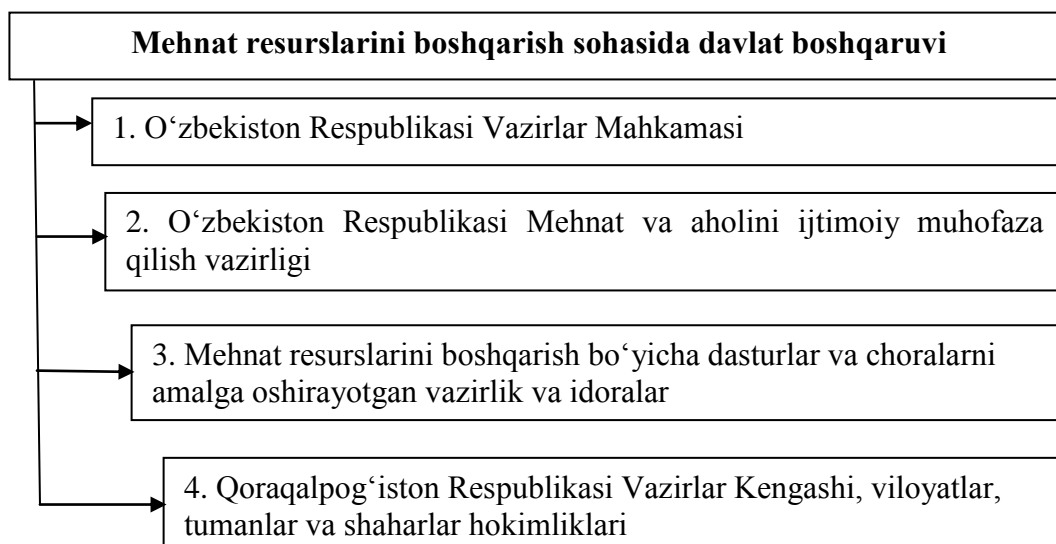 Mehnat resurslarini boshqarish sohasida davlat boshqaruvi
1. O‘zbekiston Respublikasi Vazirlar Mahkamasi
2. O‘zbekiston Respublikasi Mehnat va aholini ijtimoiy muhofaza
qilish vazirligi
3. Mehnat resurslarini boshqarish bo‘yicha dasturlar va choralarni
amalga oshirayotgan vazirlik va idoralar
4. Qoraqalpog‘iston Respublikasi Vazirlar Kengashi, viloyatlar,
tumanlar va shaharlar hokimliklari